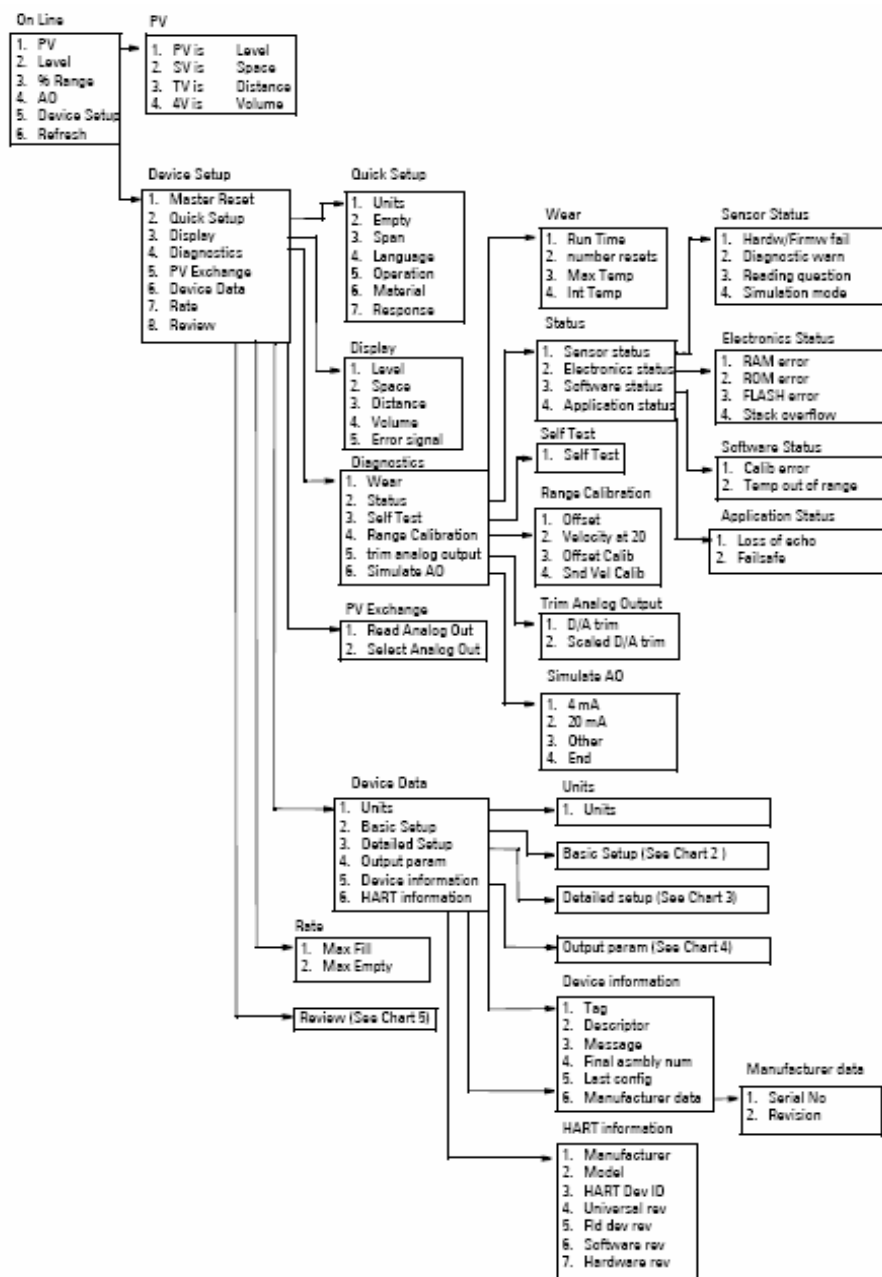 On Line
1. PV
2. Level
3. % Range
4. AO
5. Device Setup
6. Refresh
PV
1. PV is Level
2. SV is Space
3. TV is Distance
4. 4V is Volume
Device Setup
1. Master Reset
2. Quick Setup
3. Display
4. Diagnostics
5. PV Exchange
6. Device Data
7. Rate
8. Review
Quick Setup
1. Units
2. Empty
3. Span
4. Language
5. Operation
6. Material
7. Response
Display
1. Level
2. Space
3. Distance
4. Volume
5. Error signal
Diagnostics
1. Wear
2. Status
3. Self Test
4. Range Calibration
5. trim analog output
6. Simulate AO
PV Exchange
1. Read Analog Out
2. Select Analog Out
Wear
1. Run Time
2. number resets
3. Max Temp
4. Int Temp
Status
1. Sensor status
2. Electronics status
3. Software status
4. Application status
Self Test
1. Self Test
Range Calibration
1. Offset
2. Velocity at 20
3. Offset Calib
4. Snd Vel Calib
Trim Analog Output
1. D/A trim
2. Scaled D/A trim
Simulate AO
1. 4 mA
2. 20 mA
3. Other
4. End
Sensor Status
1. Hardw/Firmw fail
2. Diagnostic warn
3. Reading question
4. Simulation mode
Electronics Status
1. RAM error
2. ROM error
3. FLASH error
4. Stack overflow
Software Status
1. Calib error
2. Temp out of range
Application Status
1. Loss of echo
2. Failsafe
Device Data
1. Units
2. Basic Setup
3. Detailed Setup
4. Output param
5. Device information
6. HART information
Units
1. Units
Basic Setup (See Chart 2 )
Detailed setup (See Chart 3)
Output param (See Chart 4)
Rate
1. Max Fill
2. Max Empty
Review (See Chart 5)
Device information
1. Tag
2. Descriptor
3. Message
4. Final asmbly num
5. Last config
6. Manufacturer data
Manufacturer data
1. Serial No
2. Revision
HART information
1. Manufacturer
2. Model
3. HART Dev ID
4. Universal rev
5. Fld dev rev
6. Software rev
7. Hardware rev